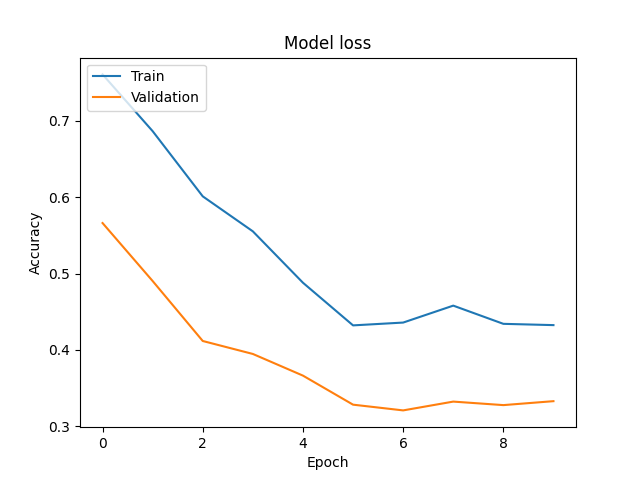 Model loss
Train
Validation
Accuracy
0.7
0.6
0.5
0.4
0.3
0 2 4 6 8
Epoch